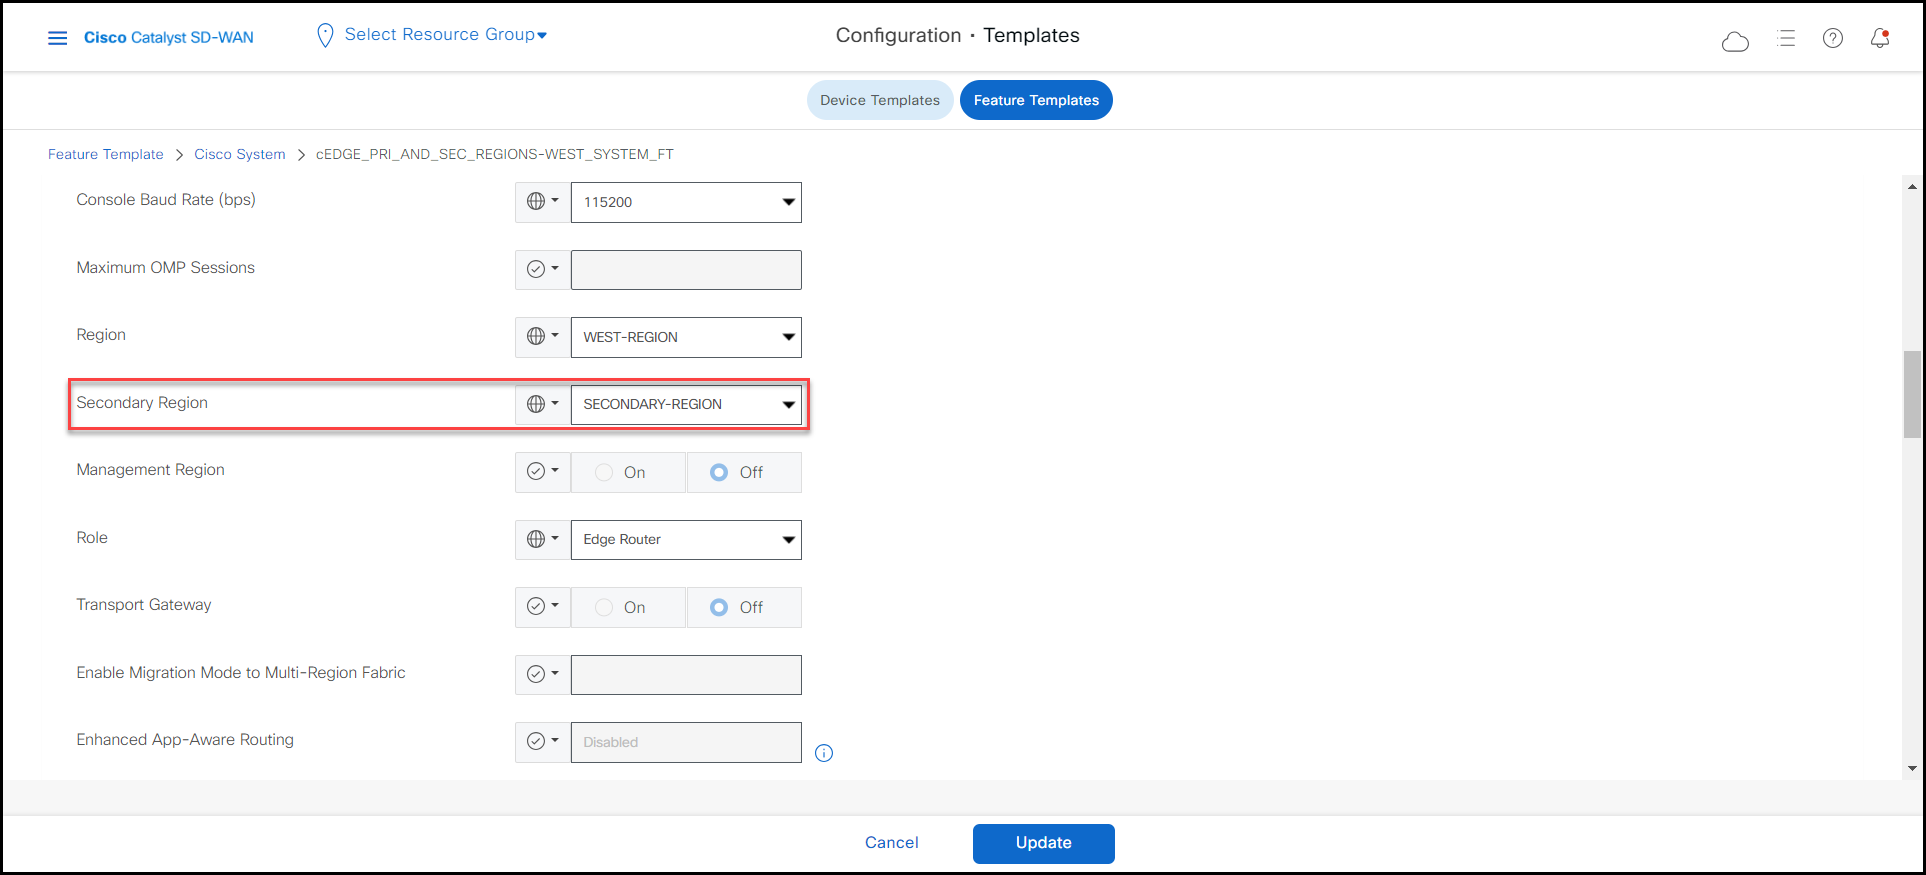 Cisco Catalyst SD-WAN
Select Resource Group
Configuration · Templates
Device Templates
Feature Templates
Feature Template > Cisco System > cEDGE_PRI_AND_SEC_REGIONS-WEST_SYSTEM_FT
Console Baud Rate (bps)
115200
Maximum OMP Sessions
Region
WEST-REGION
Secondary Region
SECONDARY-REGION
Management Region
On
Off
Role
Edge Router
Transport Gateway
On
Off
Enable Migration Mode to Multi-Region Fabric
Enhanced App-Aware Routing
Disabled
Cancel
Update